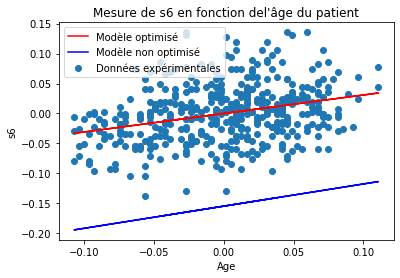 Mesure de s6 en fonction del'âge du patient
Modèle optimisé
Modèle non optimisé
Données expérimentales
0.15
0.10
0.05
0.00
−0.05
−0.10
−0.15
−0.20
s6
−0.10 −0.05 0.00 0.05 0.10
Age